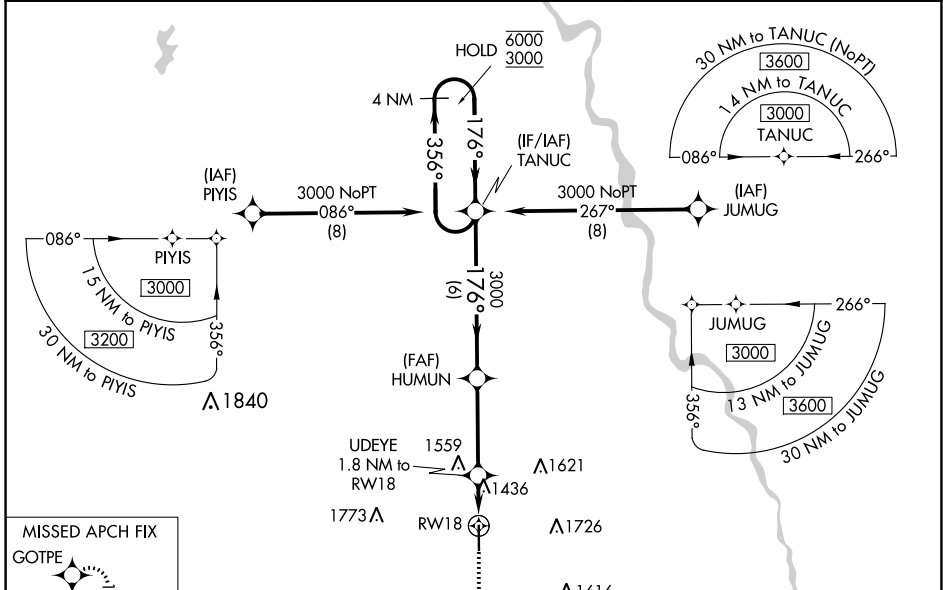 HOLD 6000
3000
4 NM
356°
176°
(IF/IAF)
TANUC
30 NM to TANUC (NoPT)
3600
14 NM to TANUC
3000
TANUC
086°
266°
(IAF)
PIYIS
3000 NoPT
086°
(8)
3000 NoPT
267°
(8)
(IAF)
JUMUG
086°
PIYIS
3000
15 NM to PIYIS
3200
30 NM to PIYIS
356°
1840
3000
176°
(6)
266°
JUMUG
3000
13 NM to JUMUG
3600
30 NM to JUMUG
356°
(FAF)
HUMUN
UDEYE
1.8 NM to
RW18
1559
1621
1436
1773
RW18
1726
MISSED APCH FIX
GOTPE
1616